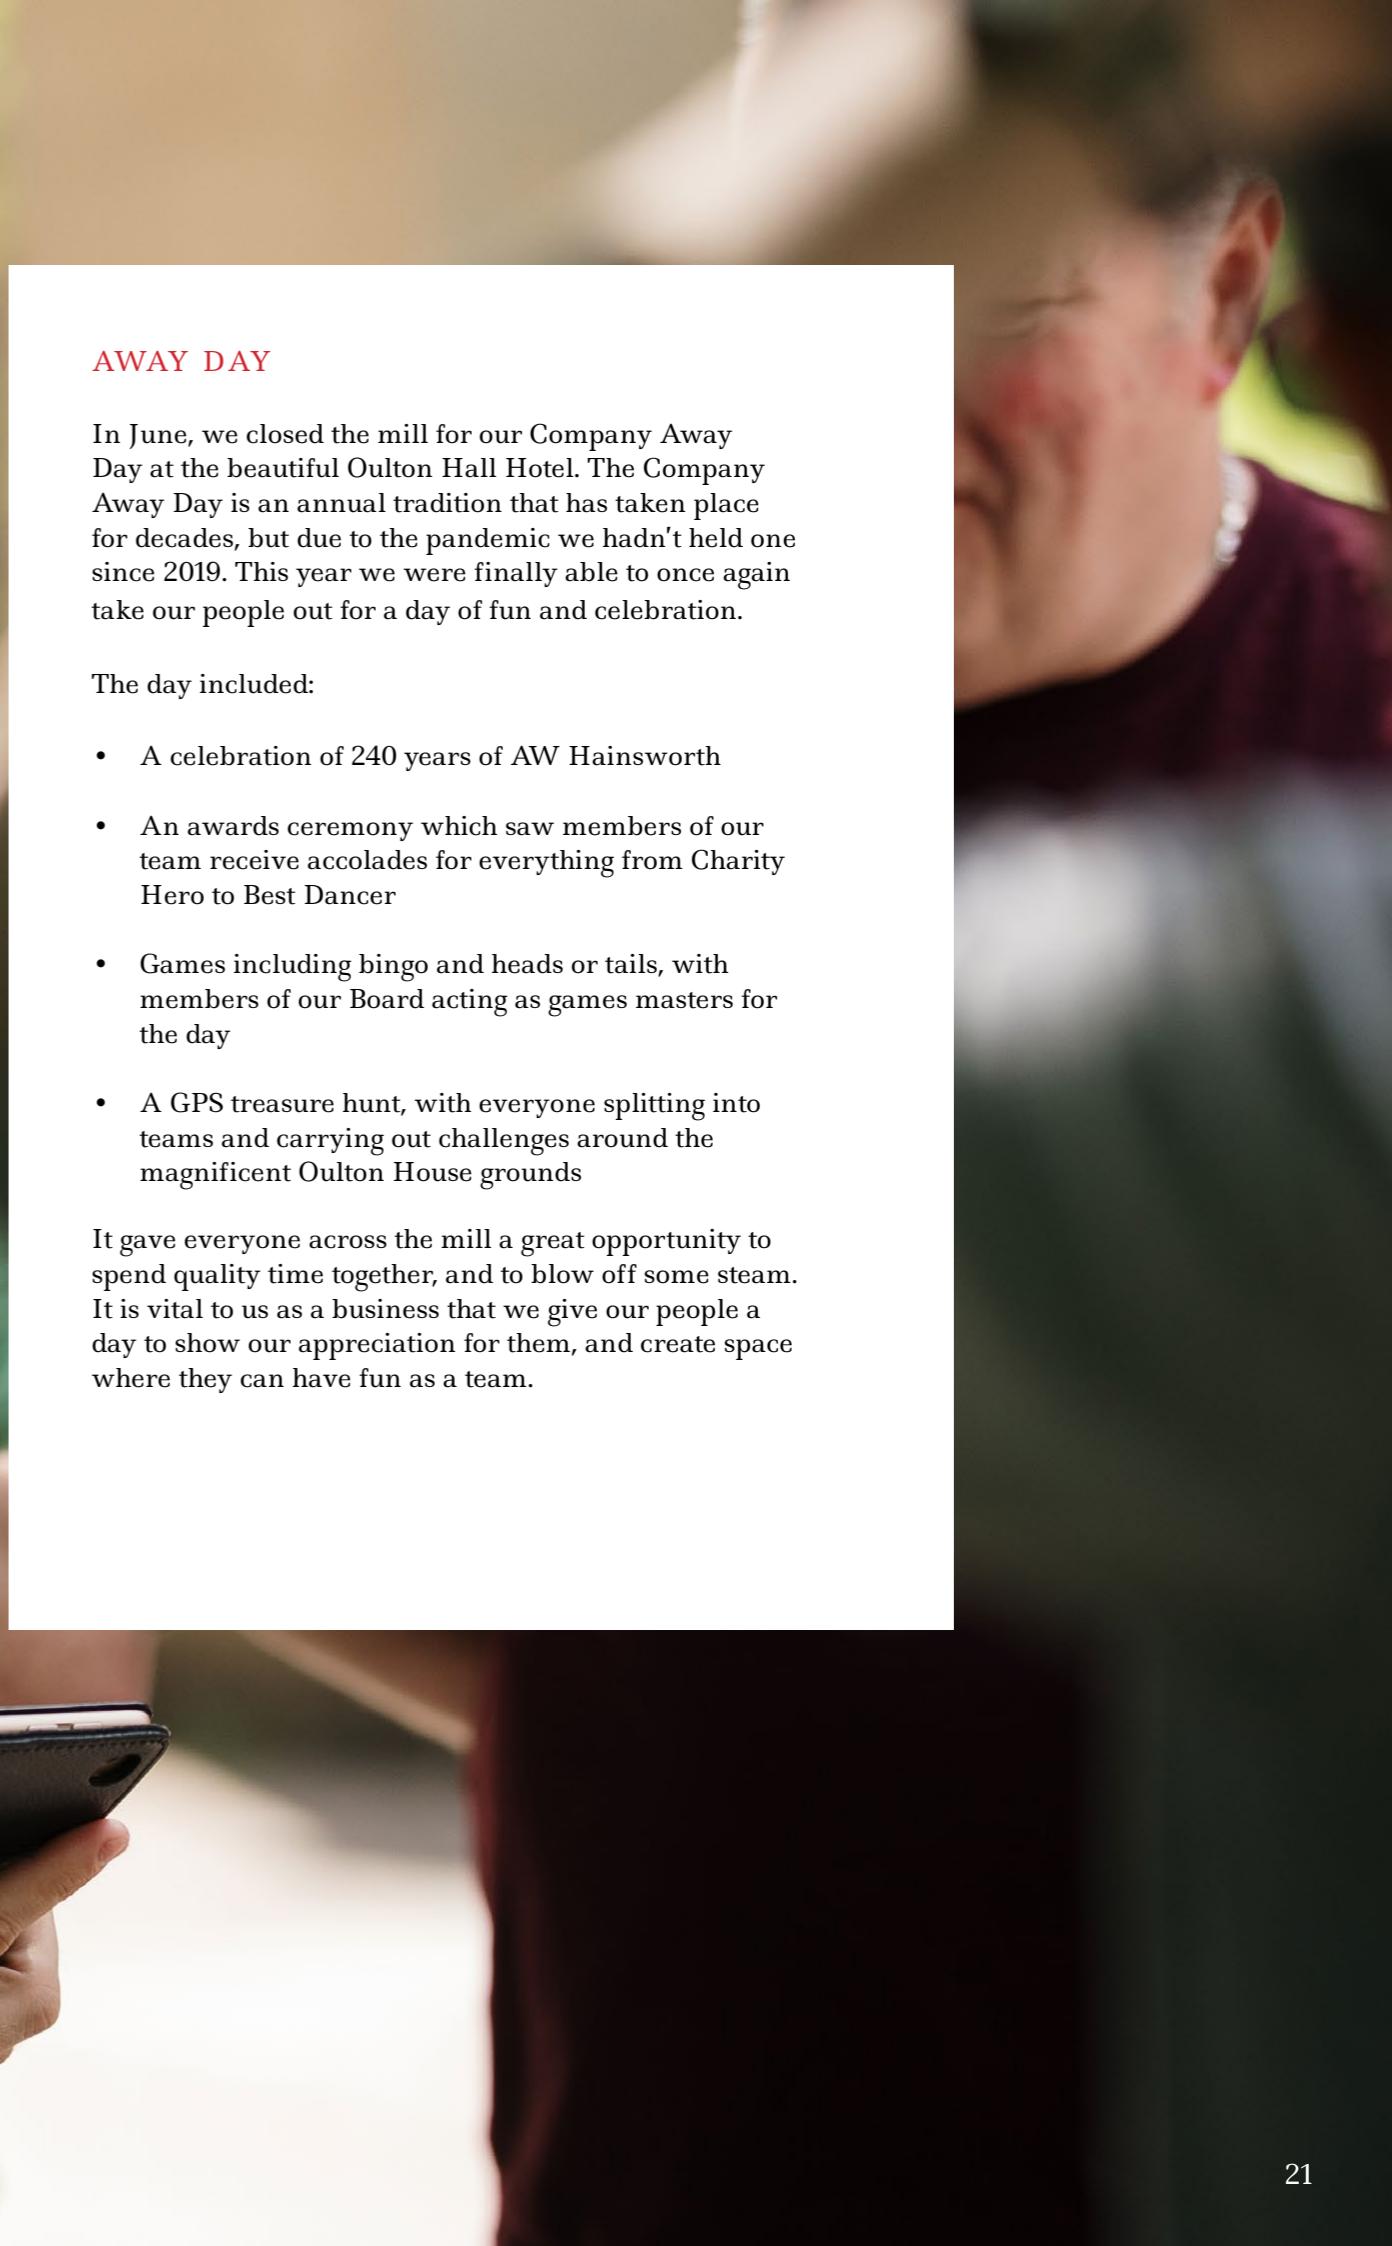 AWAY DAY
In June, we closed the mill for our Company Away
Day at the beautiful Oulton Hall Hotel. The Company
Away Day is an annual tradition that has taken place
for decades, but due to the pandemic we hadn't held one
since 2019. This year we were finally able to once again
take our people out for a day of fun and celebration.
The day included:
• A celebration of 240 years of AW Hainsworth
• An awards ceremony which saw members of our
team receive accolades for everything from Charity
Hero to Best Dancer
• Games including bingo and heads or tails, with
members of our Board acting as games masters for
the day
• A GPS treasure hunt, with everyone splitting into
teams and carrying out challenges around the
magnificent Oulton House grounds
It gave everyone across the mill a great opportunity to
spend quality time together, and to blow off some steam.
It is vital to us as a business that we give our people a
day to show our appreciation for them, and create space
where they can have fun as a team.
21